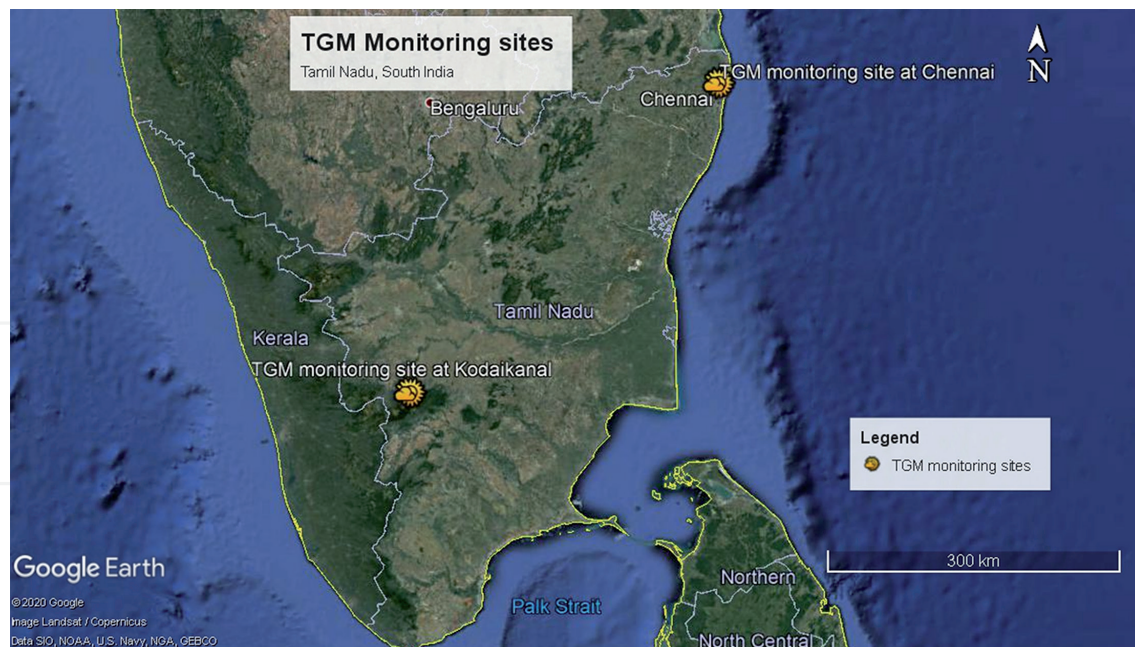 TGM Monitoring sites
Tamil Nadu, South India
N
TGM monitoring site at Chennai
Chennai
Bengaluru
Tamil Nadu
Kerala
TGM monitoring site at Kodaikanal
Legend
TGM monitoring sites
300 km
Northern
Palk Strait
North Central
Google Earth
©2020 Google
Image Landsat / Copernicus
Data SIO, NOAA, U.S. Navy, NGA, GEBCO